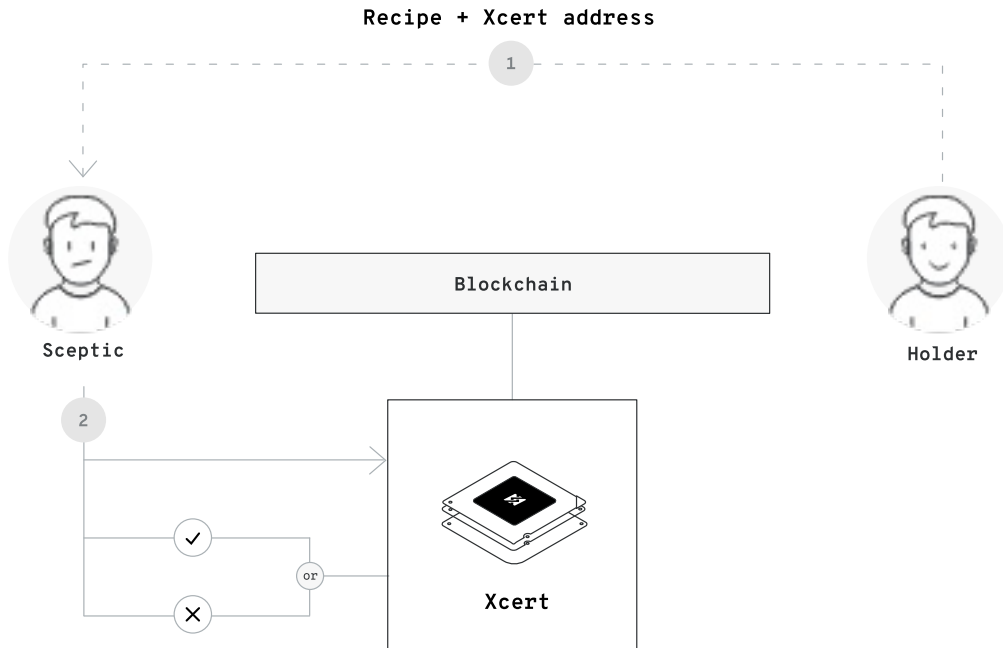 Recipe + Xcert address
1
Blockchain
Sceptic
Holder
2
or
Xcert